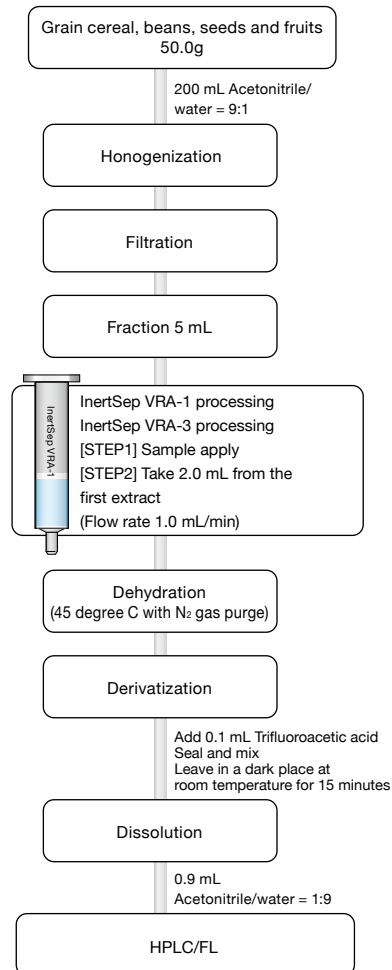 Grain cereal, beans, seeds and fruits
50.0g
200 mL Acetonitrile/
water = 9:1
Honogenization
Filtration
Fraction 5 mL
InertSep VRA-1
InertSep VRA-1 processing
InertSep VRA-3 processing
[STEP1] Sample apply
[STEP2] Take 2.0 mL from the
first extract
(Flow rate 1.0 mL/min)
Dehydration
(45 degree C with N₂ gas purge)
Derivatization
Add 0.1 mL Trifluoroacetic acid
Seal and mix
Leave in a dark place at
room temperature for 15 minutes
Dissolution
0.9 mL
Acetonitrile/water = 1:9
HPLC/FL